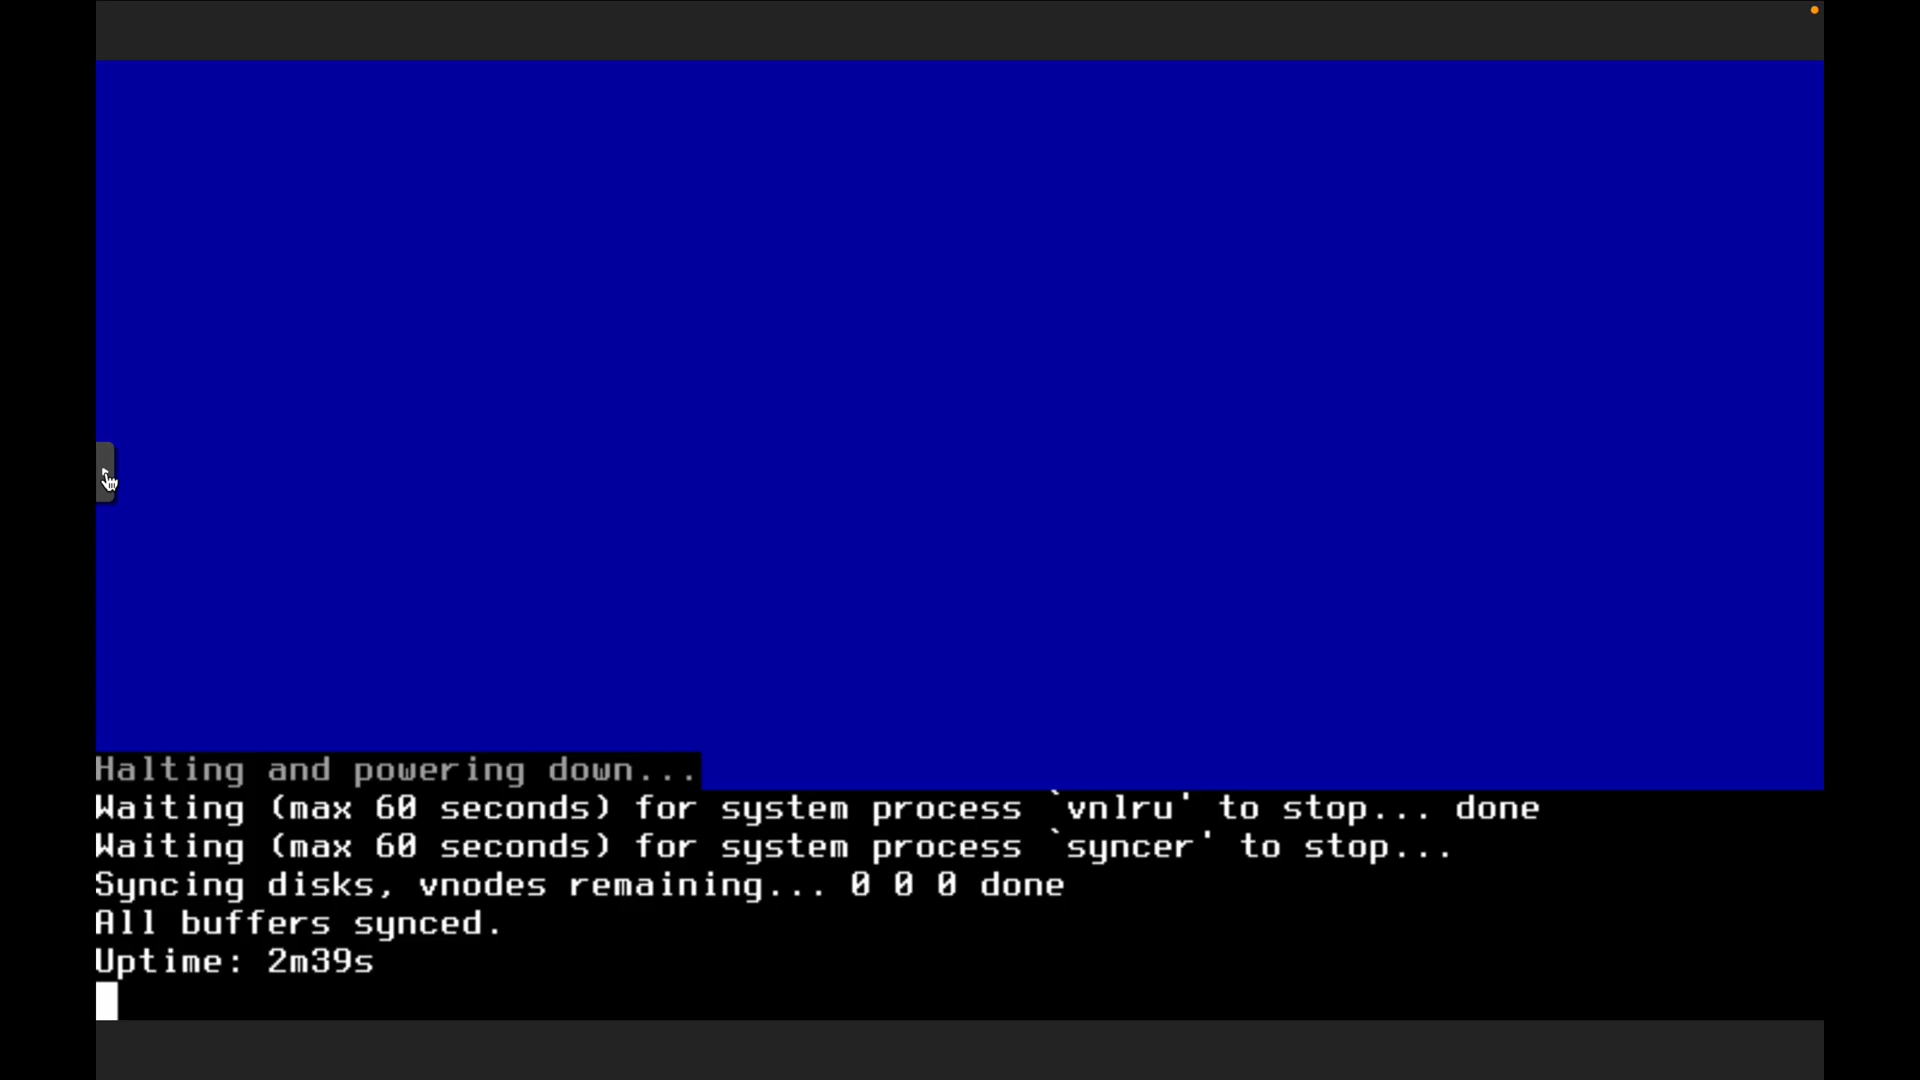 Halting and powering down...
Waiting (max 60 seconds) for system process `vnlru' to stop... done
Waiting (max 60 seconds) for system process `syncer' to stop...
Syncing disks, vnodes remaining... 0 0 0 done
All buffers synced.
Uptime: 2m39s